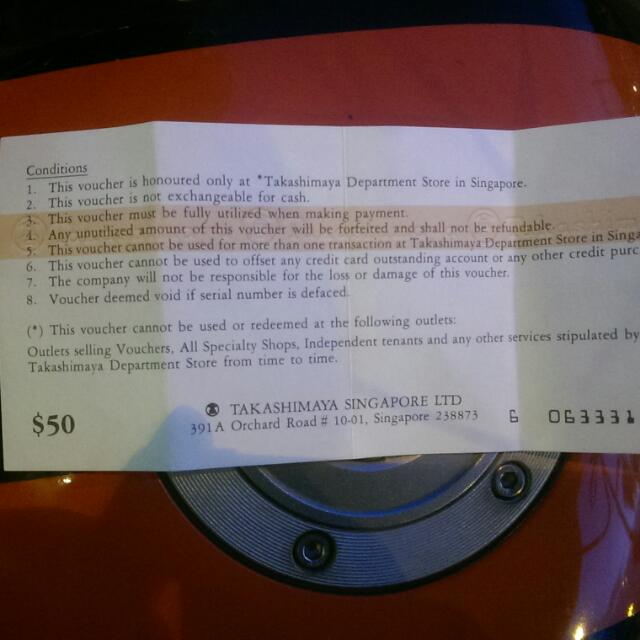 Conditions
1. This voucher is honoured only at *Takashimaya Department Store in Singapore.
2. This voucher is not exchangeable for cash.
3. This voucher must be fully utilized when making payment.
4. Any unutilized amount of this voucher will be forfeited and shall not be refundable.
5. This voucher cannot be used for more than one transaction at Takashimaya Department Store in Singa
6. This voucher cannot be used to offset any credit card outstanding account or any other credit purc
7. The company will not be responsible for the loss or damage of this voucher.
8. Voucher deemed void if serial number is defaced.
(*) This voucher cannot be used or redeemed at the following outlets:
Outlets selling Vouchers, All Specialty Shops, Independent tenants and any other services stipulated by
Takashimaya Department Store from time to time.
TAKASHIMAYA SINGAPORE LTD
391A Orchard Road # 10-01, Singapore 238873
$50
6 063331